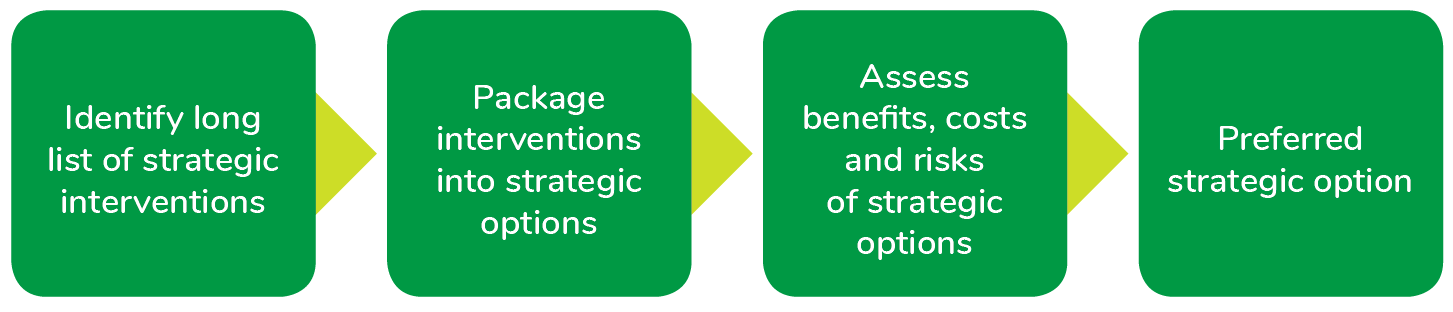 Identify long
list of strategic
interventions
Package
interventions
into strategic
options
Assess
benefits, costs
and risks
of strategic
options
Preferred
strategic option